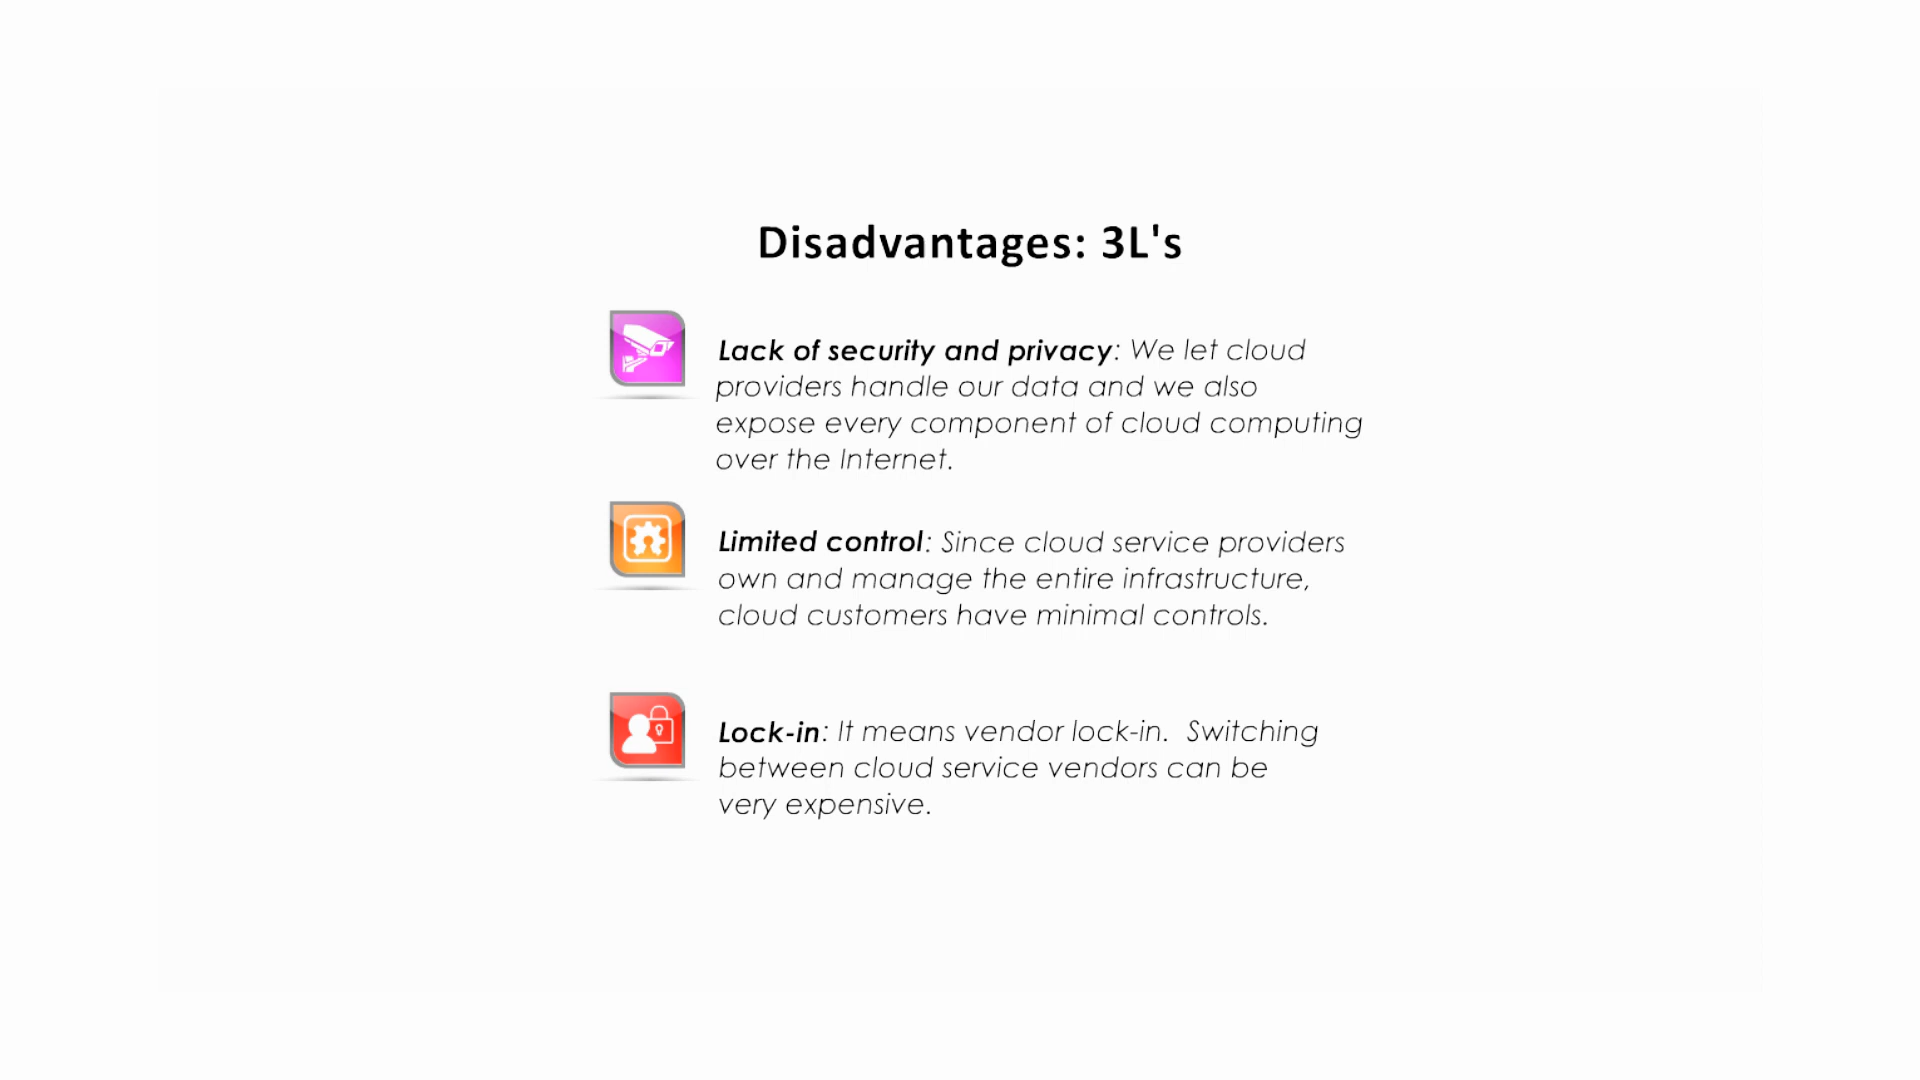 Disadvantages: 3L's
Lack of security and privacy: We let cloud
providers handle our data and we also
expose every component of cloud computing
over the Internet.
Limited control: Since cloud service providers
own and manage the entire infrastructure,
cloud customers have minimal controls.
Lock-in: It means vendor lock-in.  Switching
between cloud service vendors can be
very expensive.